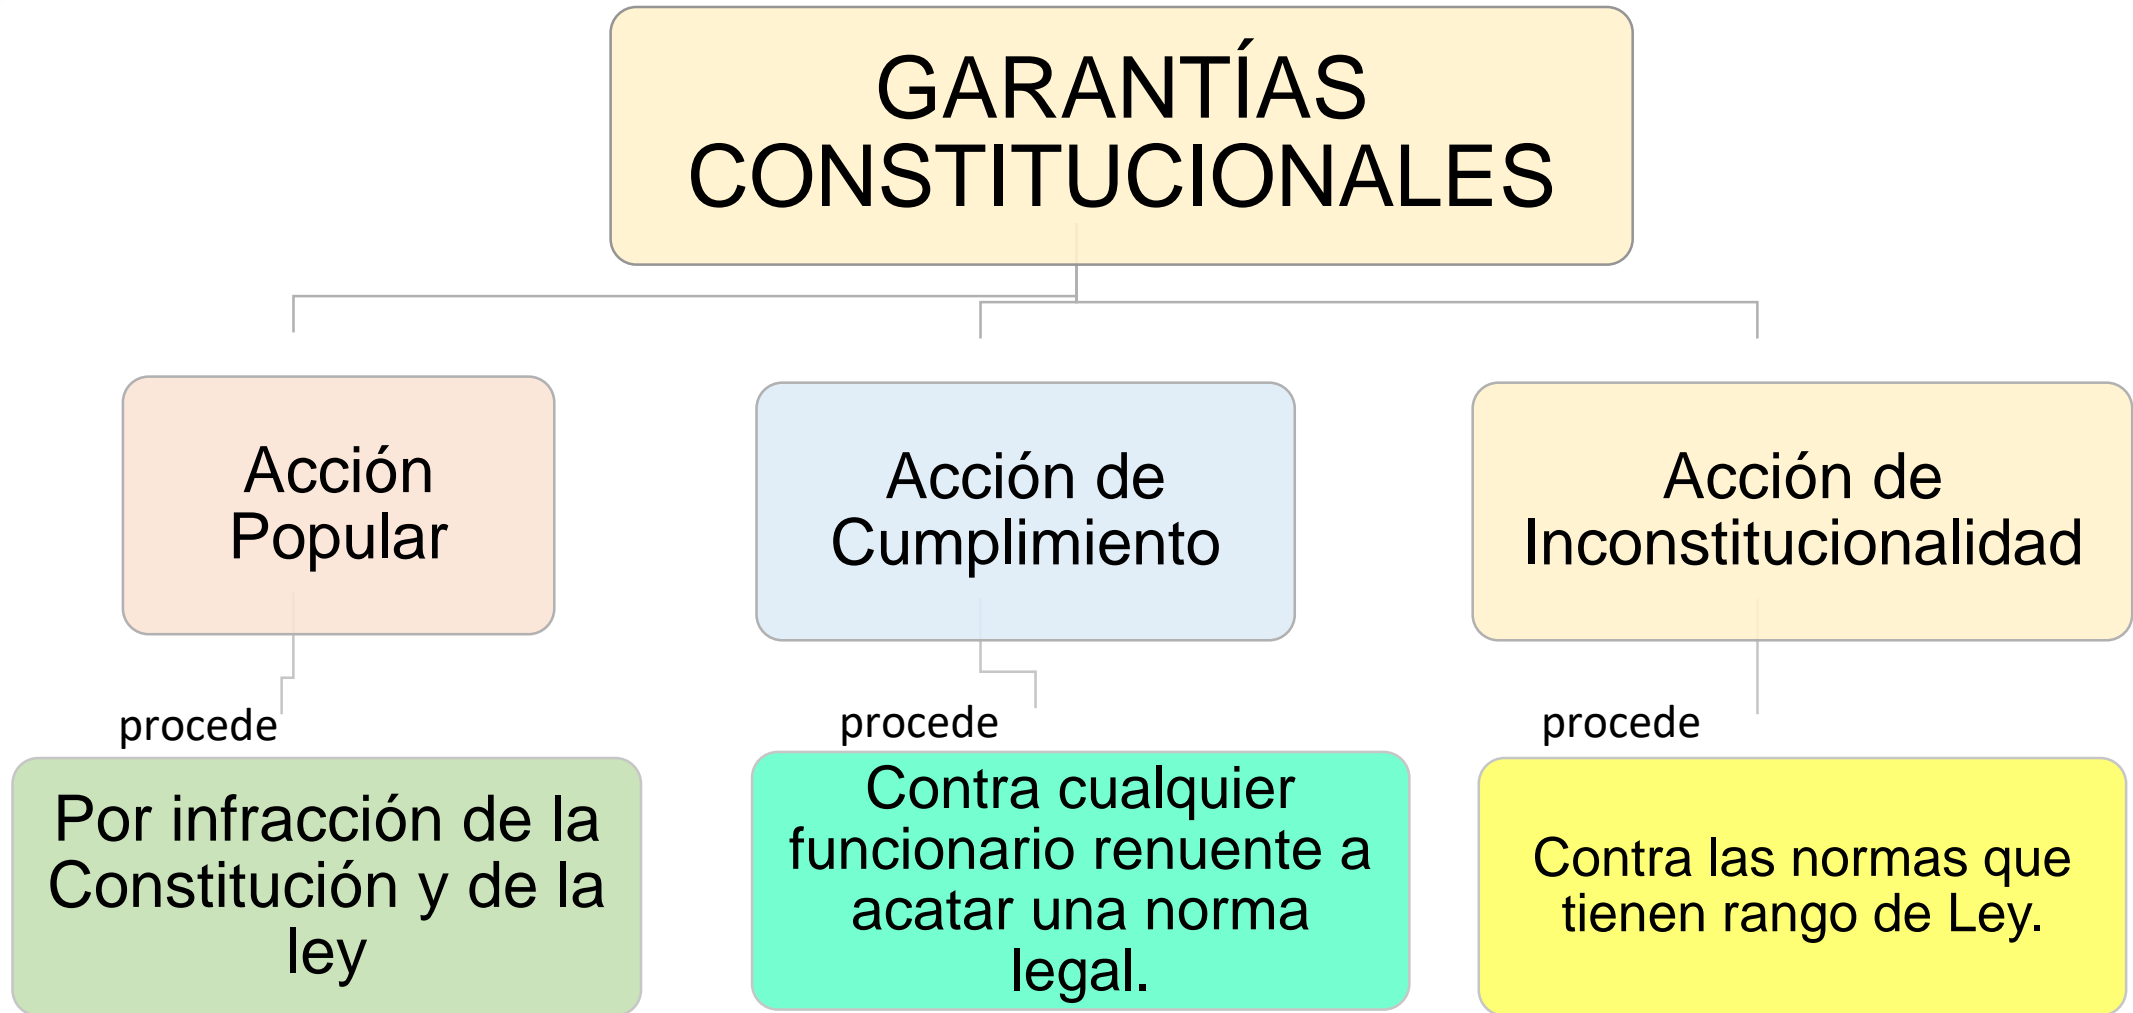 GARANTÍAS
CONSTITUCIONALES
Acción
Popular
procede
Por infracción de la
Constitución y de la
ley
Acción de
Cumplimiento
procede
Contra cualquier
funcionario renuente a
acatar una norma
legal.
Acción de
Inconstitucionalidad
procede
Contra las normas que
tienen rango de Ley.